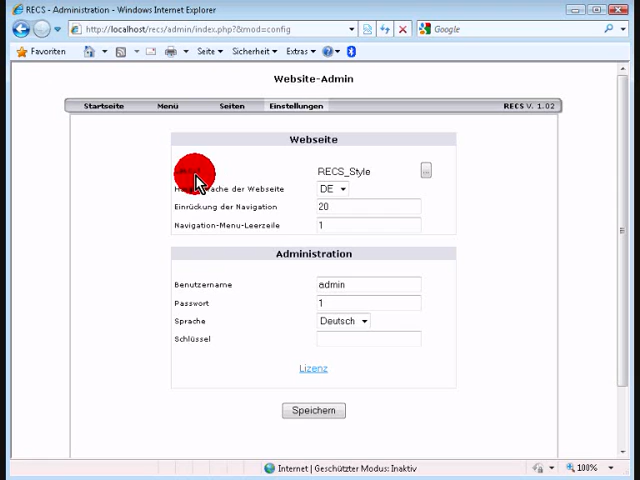 RECS - Administration - Windows Internet Explorer
http://localhost/recs/admin/index.php?&mod=config
Google
Favoriten Seite Sicherheit Extras
Website-Admin
Startseite Menü Seiten Einstellungen RECS V. 1.02
Webseite
RECS_Style ...
der Webseite DE
Einrückung der Navigation 20
Navigation-Menu-Leerzeile 1
Administration
Benutzername admin
Passwort 1
Sprache Deutsch
Schlüssel
Lizenz
Speichern
Internet | Geschützter Modus: Inaktiv 100%